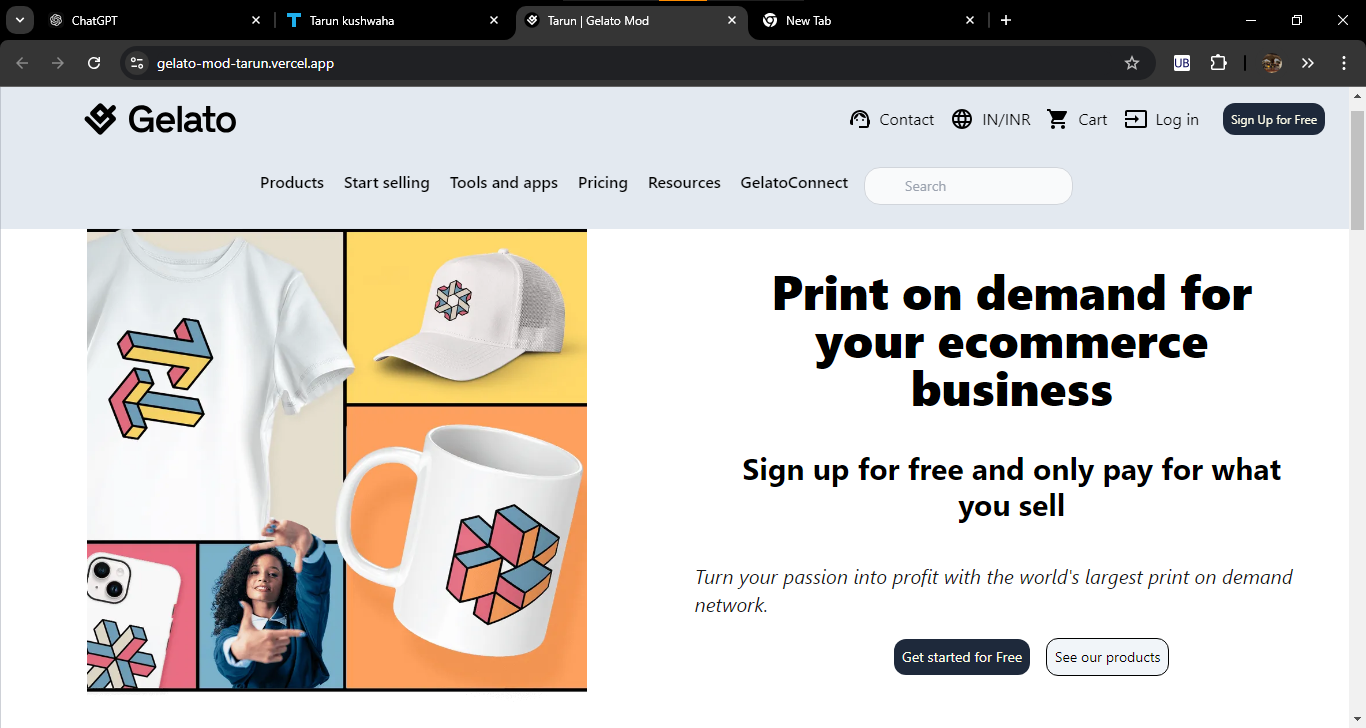 ChatGPT
Tarun kushwaha
Tarun | Gelato Mod
New Tab
gelato-mod-tarun.vercel.app
UB
Gelato
Contact
IN/INR
Cart
Log in
Sign Up for Free
Products
Start selling
Tools and apps
Pricing
Resources
GelatoConnect
Search
Print on demand for
your ecommerce
business
Sign up for free and only pay for what
you sell
Turn your passion into profit with the world's largest print on demand
network.
Get started for Free
See our products